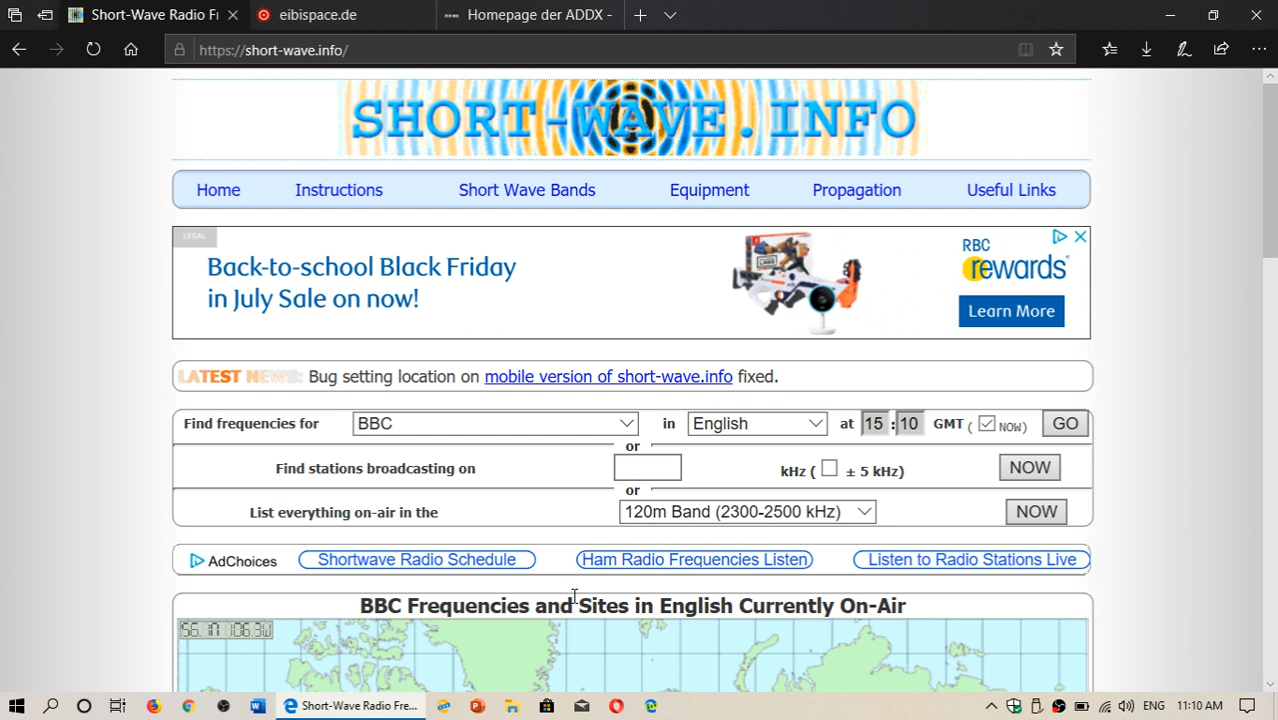 Short-Wave Radio Fr
eibispace.de
Homepage der ADDX -
https://short-wave.info/
SHORT-WAVE.INFO
Home Instructions Short Wave Bands Equipment Propagation Useful Links
LEGAL
Back-to-school Black Friday
in July Sale on now!
RBC
rewards®
Learn More
LATEST NEWS: Bug setting location on mobile version of short-wave.info fixed.
Find frequencies for BBC in English at 15 : 10 GMT ( NOW) GO
or
Find stations broadcasting on kHz ( ± 5 kHz) NOW
or
List everything on-air in the 120m Band (2300-2500 kHz) NOW
AdChoices Shortwave Radio Schedule Ham Radio Frequencies Listen Listen to Radio Stations Live
BBC Frequencies and Sites in English Currently On-Air
56.1N 106.3W
Short-Wave Radio Fre...
11:10 AM